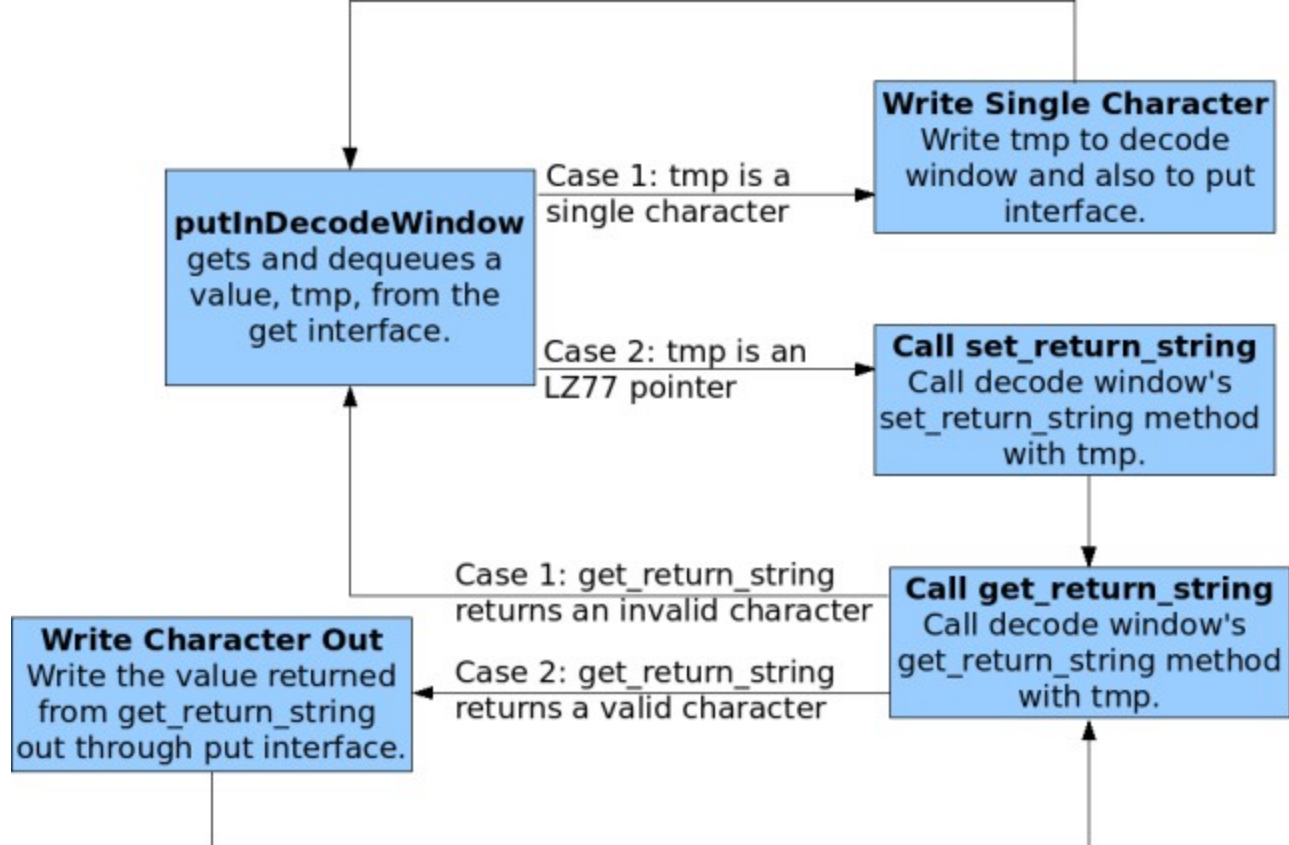 Write Single Character
Write tmp to decode
window and also to put
interface.
Case 1: tmp is a
single character
putInDecodeWindow
gets and dequeues a
value, tmp, from the
get interface.
Case 2: tmp is an
LZ77 pointer
Call set_return_string
Call decode window's
set_return_string method
with tmp.
Case 1: get_return_string
returns an invalid character
Call get_return_string
Call decode window's
get_return_string method
with tmp.
Case 2: get_return_string
returns a valid character
Write Character Out
Write the value returned
from get_return_string
out through put interface.